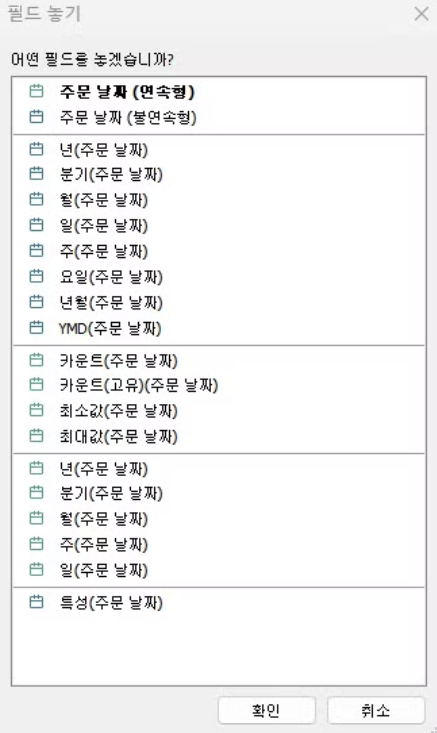 필드 놓기
어떤 필드를 놓겠습니까?
주문 날짜 (연속형)
주문 날짜 (불연속형)
년(주문 날짜)
분기(주문 날짜)
월(주문 날짜)
일(주문 날짜)
주(주문 날짜)
요일(주문 날짜)
년월(주문 날짜)
YMD(주문 날짜)
카운트(주문 날짜)
카운트(고유)(주문 날짜)
최소값(주문 날짜)
최대값(주문 날짜)
년(주문 날짜)
분기(주문 날짜)
월(주문 날짜)
주(주문 날짜)
일(주문 날짜)
특성(주문 날짜)
확인 취소